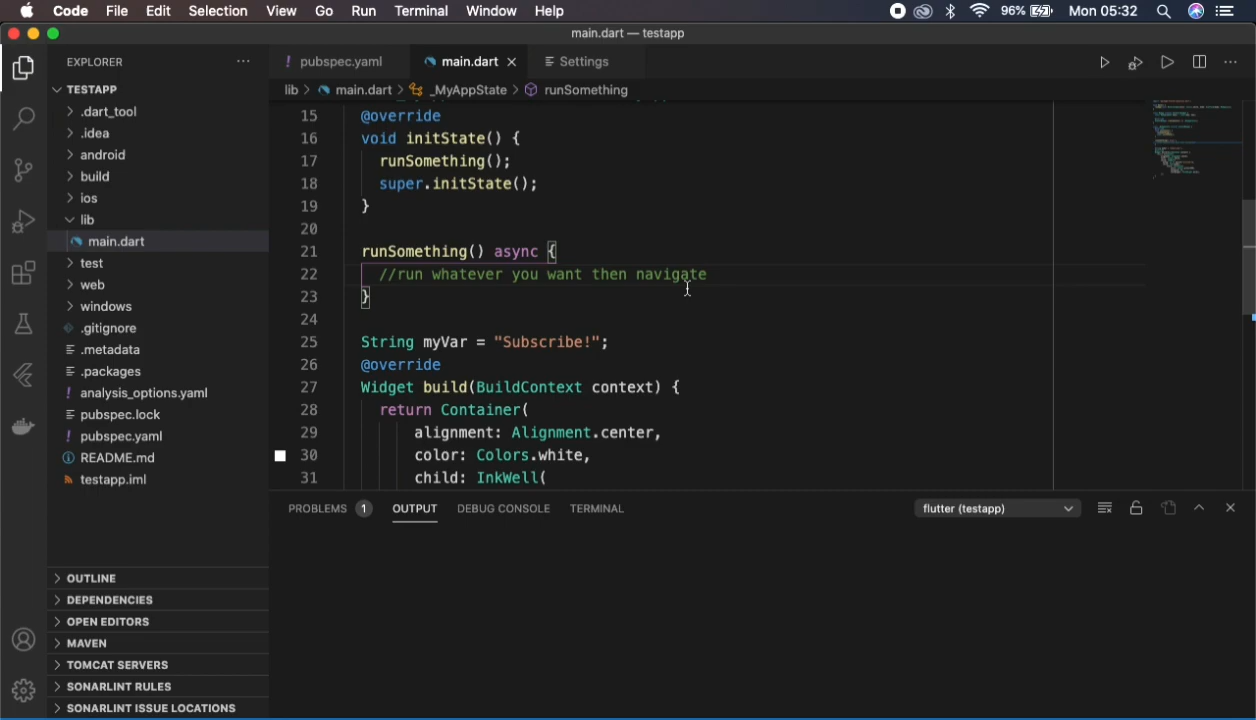 Code File Edit Selection View Go Run Terminal Window Help 96% Mon 05:32
main.dart — testapp
EXPLORER ···
! pubspec.yaml main.dart × Settings
TESTAPP
lib > main.dart > _MyAppState > runSomething
.dart_tool
.idea
android
build
ios
lib
main.dart
test
web
windows
.gitignore
.metadata
.packages
! analysis_options.yaml
pubspec.lock
! pubspec.yaml
README.md
testapp.iml
OUTLINE
DEPENDENCIES
OPEN EDITORS
MAVEN
TOMCAT SERVERS
SONARLINT RULES
SONARLINT ISSUE LOCATIONS
15 @override
16 void initState() {
17 runSomething();
18 super.initState();
19 }
20
21 runSomething() async {
22 //run whatever you want then navigate
23 }
24
25 String myVar = "Subscribe!";
26 @override
27 Widget build(BuildContext context) {
28 return Container(
29 alignment: Alignment.center,
30 color: Colors.white,
31 child: InkWell(
PROBLEMS 1 OUTPUT DEBUG CONSOLE TERMINAL flutter (testapp)